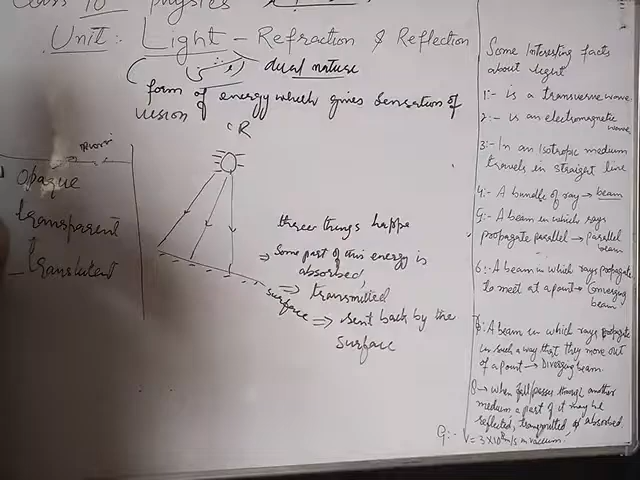 Class 10 Physics
Unit:- Light - Refraction & Reflection
dual nature
form of energy which gives sensation of
vision
opaque
transparent
three things happe
⇒ Some part of this energy is
absorbed,
⇒ transmitted
surface ⇒ sent back by the
surface
Some Interesting facts
about light
1:- is a transverse wave
2:- is an electromagnetic
wave
3:- In an isotropic medium
travels in straight line
4:- A bundle of ray → beam
5:- A beam in which rays
propagate parallel → parallel
beam
6:- A beam in which rays propagate
to meet at a point → Converging
beam
A beam in which rays propagate
in such a way that they move out
of a point → Diverging beam.
8 → when fall/passes through another
medium a part of it may be
reflected, transmitted, absorbed.
9:- V = 3 x 10⁸ m/s in vacuum.